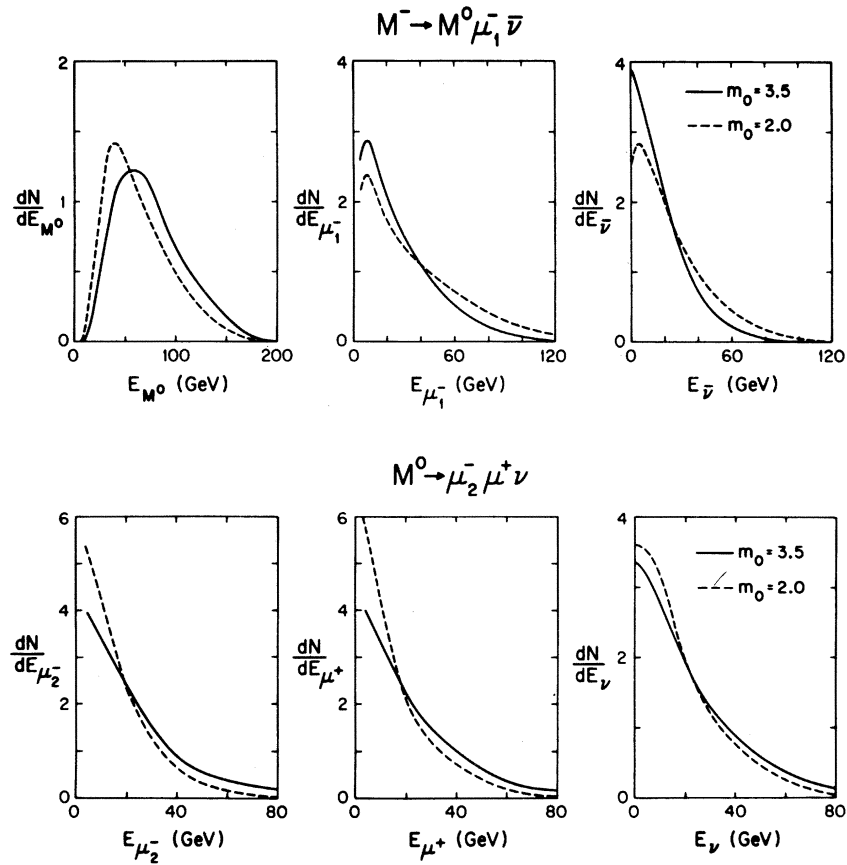 M⁻ → M⁰ μ₁⁻ ν̄
2
1
0
dN
dE_M⁰
0 100 200
E_M⁰ (GeV)
4
2
0
dN
dE_μ₁⁻
0 60 120
E_μ₁⁻ (GeV)
4
2
0
dN
dE_ν̄
m₀ = 3.5
m₀ = 2.0
0 60 120
E_ν̄ (GeV)
M⁰ → μ₂⁻ μ⁺ ν
6
4
2
0
dN
dE_μ₂⁻
0 40 80
E_μ₂⁻ (GeV)
6
4
2
0
dN
dE_μ⁺
0 40 80
E_μ⁺ (GeV)
4
2
0
dN
dE_ν
m₀ = 3.5
m₀ = 2.0
0 40 80
E_ν (GeV)